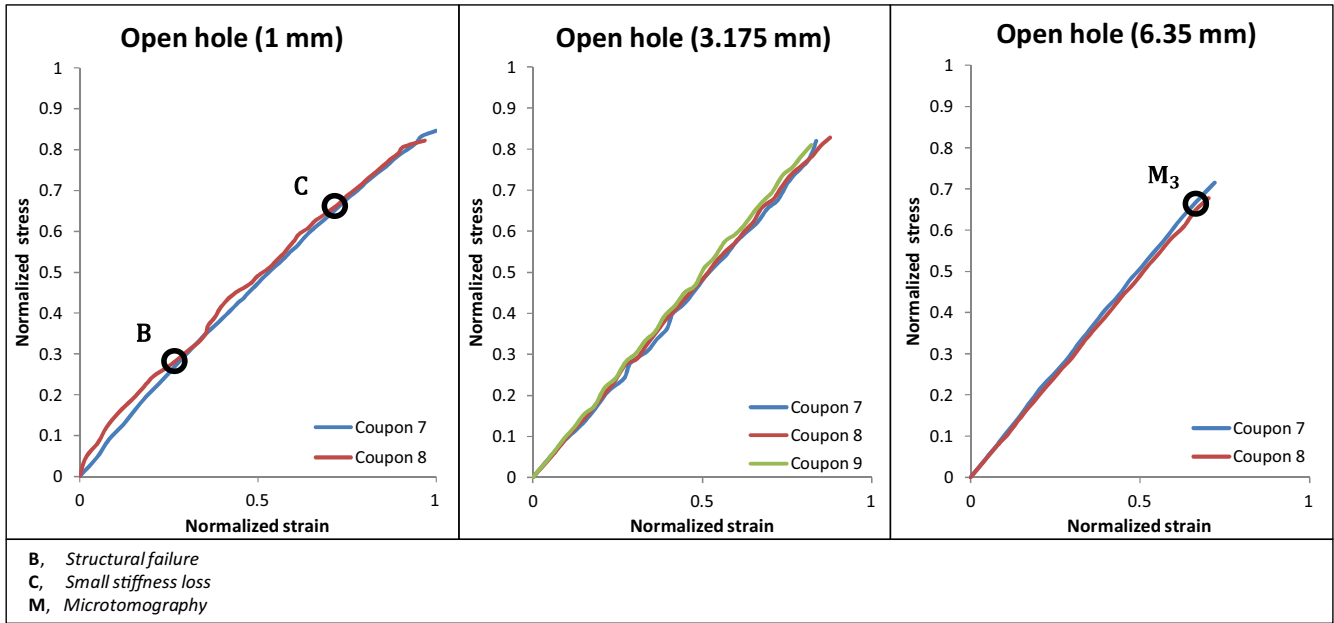 Open hole (1 mm)
1
0.9
0.8
0.7
0.6
0.5
0.4
0.3
0.2
0.1
0
Normalized stress
C
B
Coupon 7
Coupon 8
0
0.5
1
Normalized strain
Open hole (3.175 mm)
1
0.9
0.8
0.7
0.6
0.5
0.4
0.3
0.2
0.1
0
Normalized stress
Coupon 7
Coupon 8
Coupon 9
0
0.5
1
Normalized strain
Open hole (6.35 mm)
1
0.9
0.8
0.7
0.6
0.5
0.4
0.3
0.2
0.1
0
Normalized stress
M₃
Coupon 7
Coupon 8
0
0.5
1
Normalized strain
B, Structural failure
C, Small stiffness loss
M, Microtomography